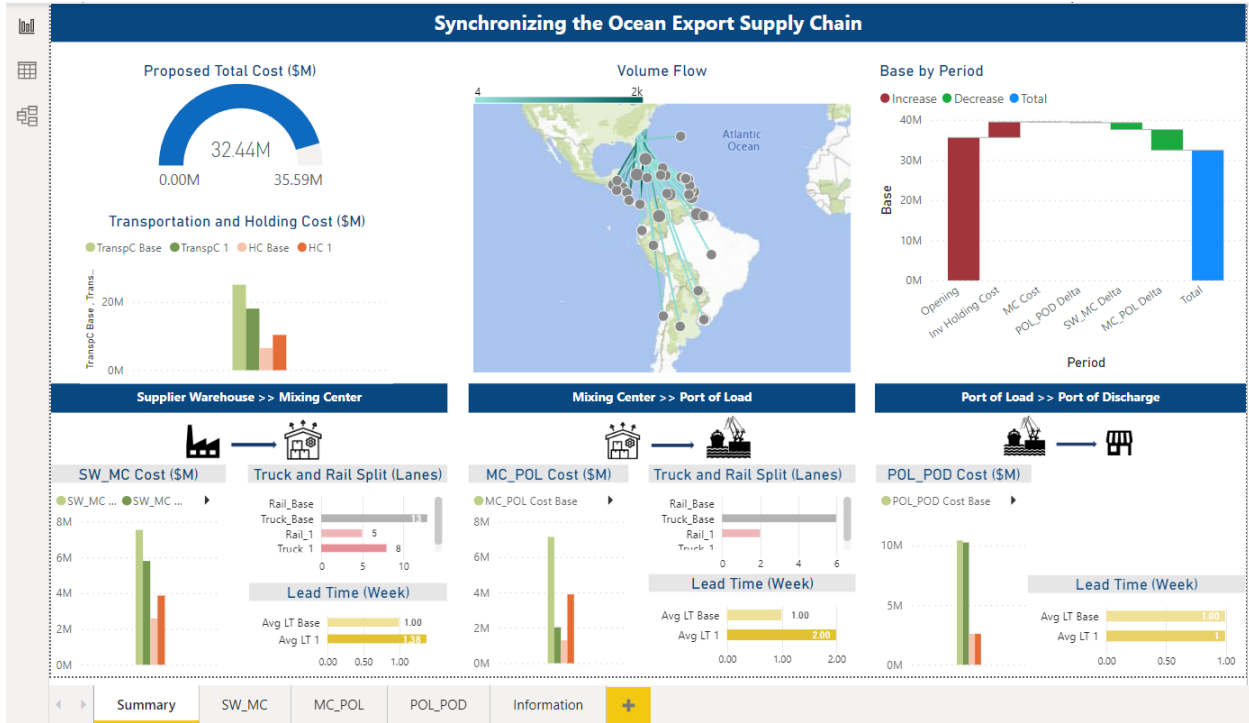 Synchronizing the Ocean Export Supply Chain
Proposed Total Cost ($M)
32.44M
0.00M
35.59M
Transportation and Holding Cost ($M)
TranspC Base
TranspC 1
HC Base
HC 1
TranspC Base , Trans...
20M
0M
Volume Flow
4
2k
Atlantic
Ocean
Base by Period
Increase
Decrease
Total
Base
40M
30M
20M
10M
0M
Opening
Inv Holding Cost
MC Cost
POL_POD Delta
SW_MC Delta
MC_POL Delta
Total
Period
Supplier Warehouse >> Mixing Center
SW_MC Cost ($M)
SW_MC ...
SW_MC ...
8M
6M
4M
2M
0M
Truck and Rail Split (Lanes)
Rail_Base
Truck_Base
13
Rail_1
5
Truck_1
8
0
5
10
Lead Time (Week)
Avg LT Base
1.00
Avg LT 1
1.38
0.00
0.50
1.00
Mixing Center >> Port of Load
MC_POL Cost ($M)
MC_POL Cost Base
8M
6M
4M
2M
0M
Truck and Rail Split (Lanes)
Rail_Base
Truck_Base
Rail_1
Truck_1
0
2
4
6
Lead Time (Week)
Avg LT Base
1.00
Avg LT 1
2.00
0.00
1.00
2.00
Port of Load >> Port of Discharge
POL_POD Cost ($M)
POL_POD Cost Base
10M
5M
0M
Lead Time (Week)
Avg LT Base
1.00
Avg LT 1
1
0.00
0.50
1.00
Summary
SW_MC
MC_POL
POL_POD
Information
+